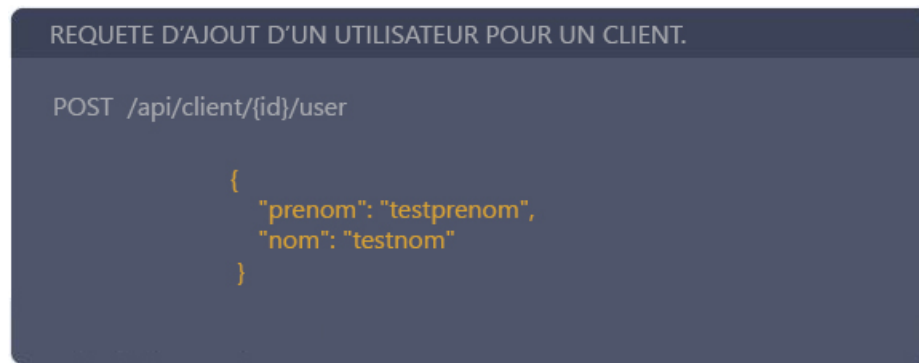 REQUETE D’AJOUT D’UN UTILISATEUR POUR UN CLIENT.
POST /api/client/{id}/user
{
"prenom": "testprenom",
"nom": "testnom"
}